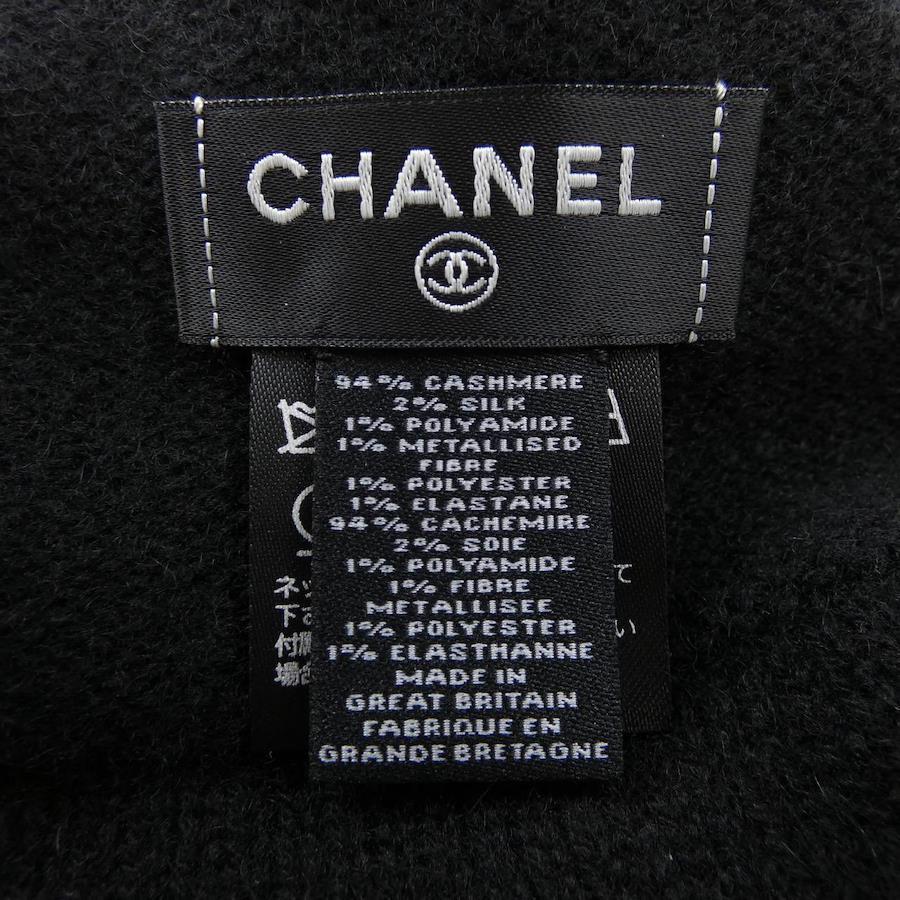 CHANEL
94% CASHMERE
2% SILK
1% POLYAMIDE
1% METALLISED
FIBRE
1% POLYESTER
1% ELASTANE
94% CACHEMIRE
2% SOIE
1% POLYAMIDE
1% FIBRE
METALLISEE
1% POLYESTER
1% ELASTHANNE
MADE IN
GREAT BRITAIN
FABRIQUE EN
GRANDE BRETAGNE